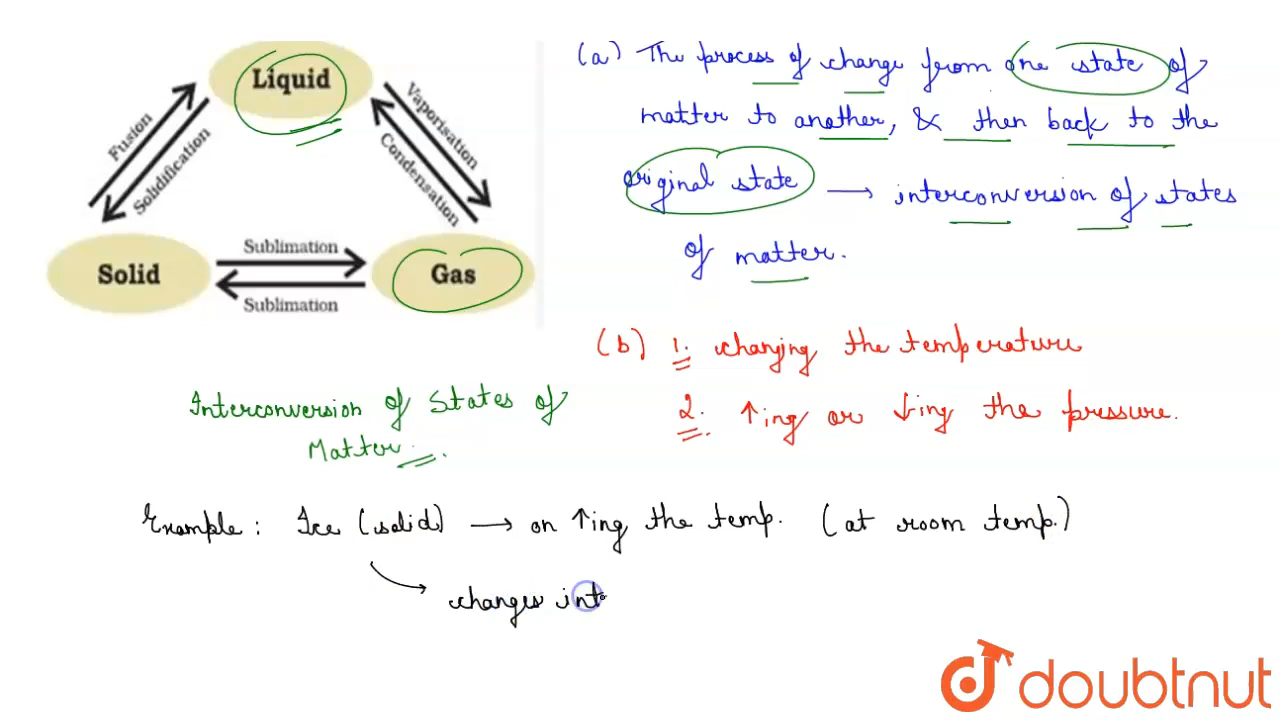 Liquid
Fusion
Solidification
Vaporisation
Condensation
Solid
Sublimation
Gas
Sublimation
(a) The process of change from one state of
matter to another, & then back to the
original state → interconversion of states
of matter.
(b) 1. changing the temperature
2. ↑ing or ↓ing the pressure.
Interconversion of States of
Matter.
Example: Ice (solid) → on ↑ing the temp. (at room temp.)
changes int
doubtnut